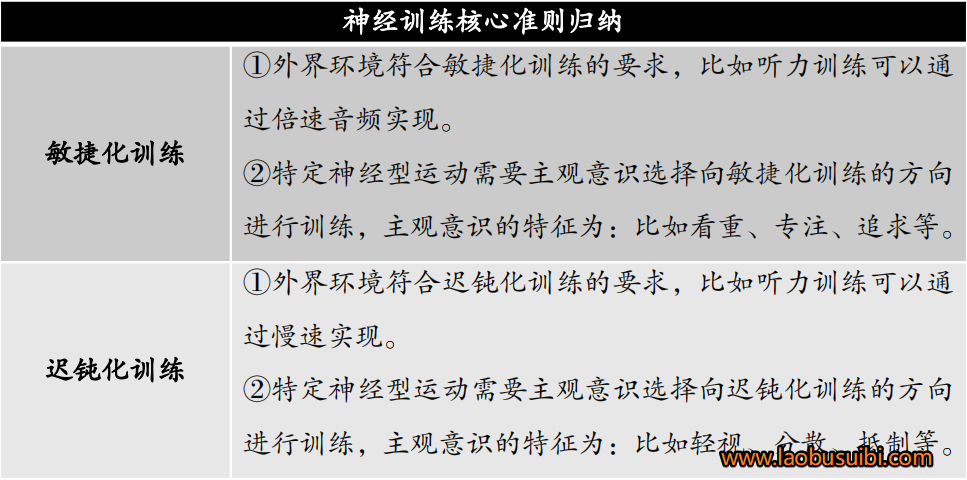 神经训练核心准则归纳
敏捷化训练
①外界环境符合敏捷化训练的要求，比如听力训练可以通
过倍速音频实现。
②特定神经型运动需要主观意识选择向敏捷化训练的方向
进行训练，主观意识的特征为：比如看重、专注、追求等。
迟钝化训练
①外界环境符合迟钝化训练的要求，比如听力训练可以通
过慢速实现。
②特定神经型运动需要主观意识选择向迟钝化训练的方向
进行训练，主观意识的特征为：比如轻视、分散、抵制等。
www.laobusuibi.com